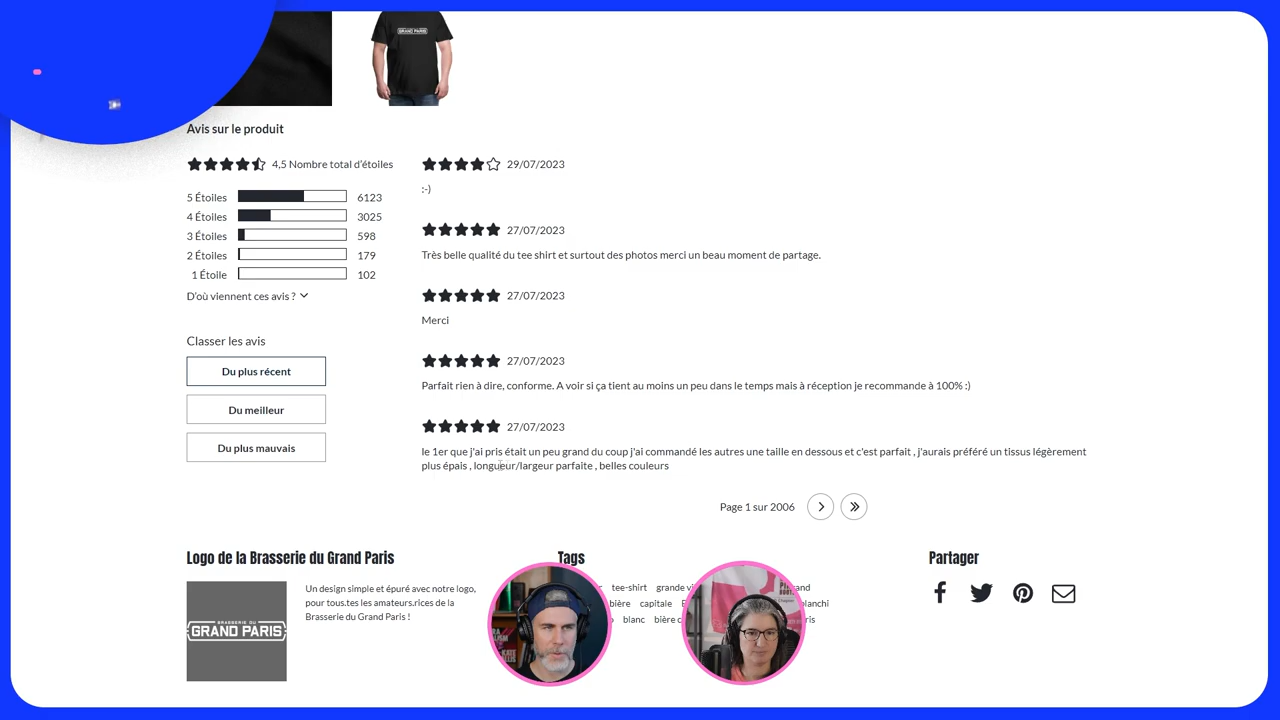 GRAND PARIS
Avis sur le produit
4,5 Nombre total d'étoiles
5 Étoiles 6123
4 Étoiles 3025
3 Étoiles 598
2 Étoiles 179
1 Étoile 102
D'où viennent ces avis ?
Classer les avis
Du plus récent
Du meilleur
Du plus mauvais
29/07/2023
:-)
27/07/2023
Très belle qualité du tee shirt et surtout des photos merci un beau moment de partage.
27/07/2023
Merci
27/07/2023
Parfait rien à dire, conforme. A voir si ça tient au moins un peu dans le temps mais à réception je recommande à 100% :)
27/07/2023
le 1er que j'ai pris était un peu grand du coup j'ai commandé les autres une taille en dessous et c'est parfait , j'aurais préféré un tissus légèrement
plus épais , longueur/largeur parfaite , belles couleurs
Page 1 sur 2006
Logo de la Brasserie du Grand Paris
BRASSERIE DU
GRAND PARIS
Un design simple et épuré avec notre logo,
pour tous.tes les amateurs.rices de la
Brasserie du Grand Paris !
Tags
tee-shirt grande
bière capitale
blanc bière
Partager